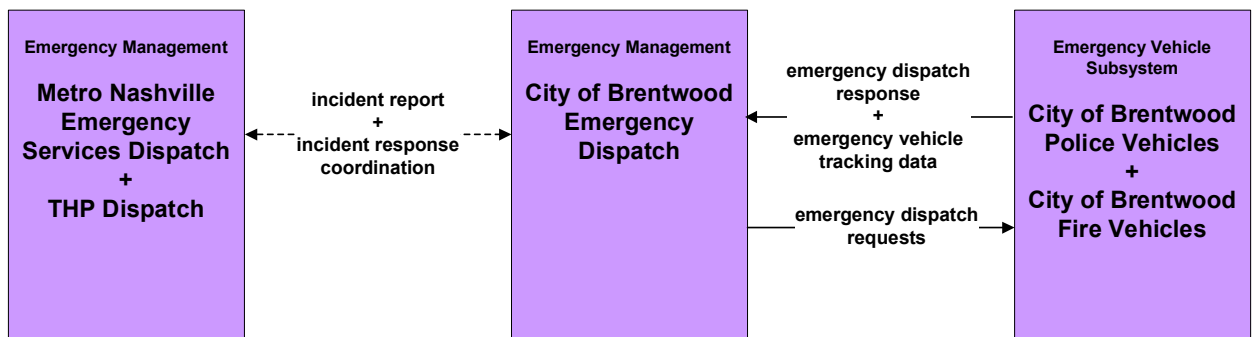 Emergency Management
Metro Nashville
Emergency
Services Dispatch
+
THP Dispatch
incident report
+
incident response
coordination
Emergency Management
City of Brentwood
Emergency
Dispatch
emergency dispatch
response
+
emergency vehicle
tracking data
emergency dispatch
requests
Emergency Vehicle
Subsystem
City of Brentwood
Police Vehicles
+
City of Brentwood
Fire Vehicles